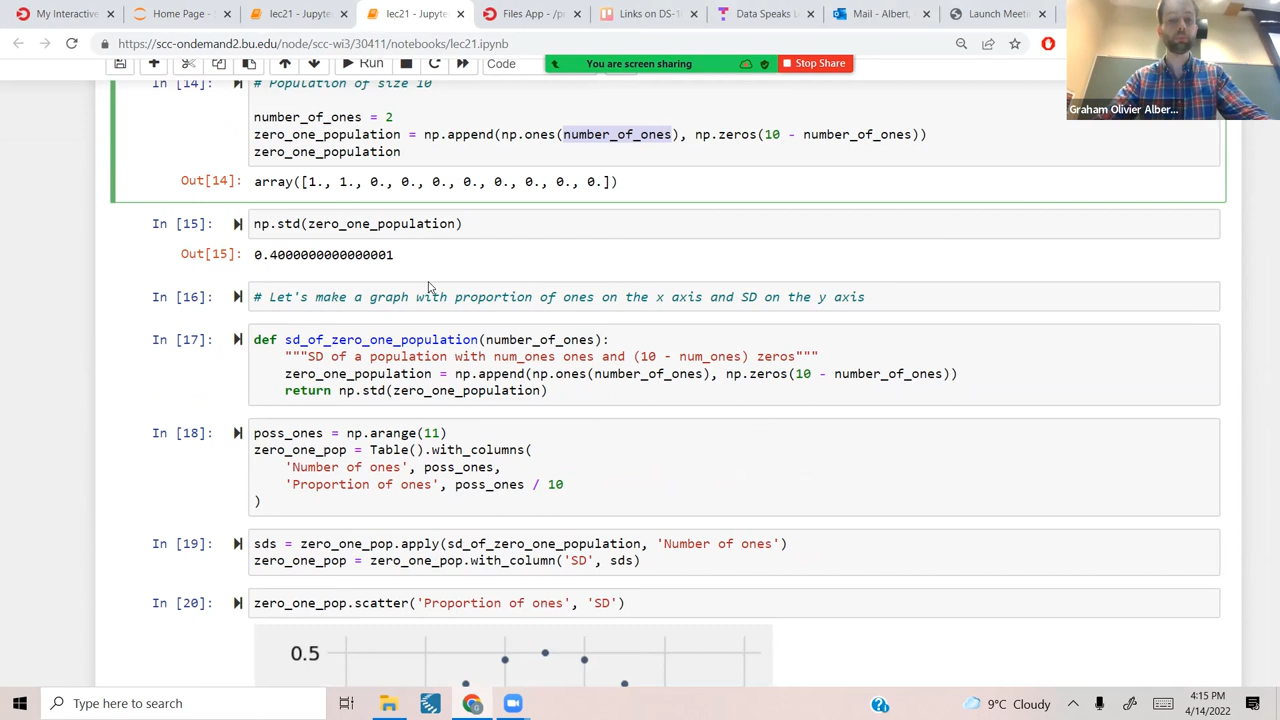 My Interactive
Home Page - S
lec21 - Jupyte
lec21 - Jupyte
Files App - /pr
Links on DS-1
Data Speaks L
Mail - Albert,
Launch Meeti
https://scc-ondemand2.bu.edu/node/scc-wi3/30411/notebooks/lec21.ipynb
Run
Code
You are screen sharing
Stop Share
Graham Olivier Alber...
In [14]:
# Population of size 10
number_of_ones = 2
zero_one_population = np.append(np.ones(number_of_ones), np.zeros(10 - number_of_ones))
zero_one_population
Out[14]: array([1., 1., 0., 0., 0., 0., 0., 0., 0., 0.])
In [15]: np.std(zero_one_population)
Out[15]: 0.4000000000000001
In [16]: # Let's make a graph with proportion of ones on the x axis and SD on the y axis
In [17]: def sd_of_zero_one_population(number_of_ones):
"""SD of a population with num_ones ones and (10 - num_ones) zeros"""
zero_one_population = np.append(np.ones(number_of_ones), np.zeros(10 - number_of_ones))
return np.std(zero_one_population)
In [18]: poss_ones = np.arange(11)
zero_one_pop = Table().with_columns(
'Number of ones', poss_ones,
'Proportion of ones', poss_ones / 10
)
In [19]: sds = zero_one_pop.apply(sd_of_zero_one_population, 'Number of ones')
zero_one_pop = zero_one_pop.with_column('SD', sds)
In [20]: zero_one_pop.scatter('Proportion of ones', 'SD')
0.5
Type here to search
9°C Cloudy
4:15 PM
4/14/2022